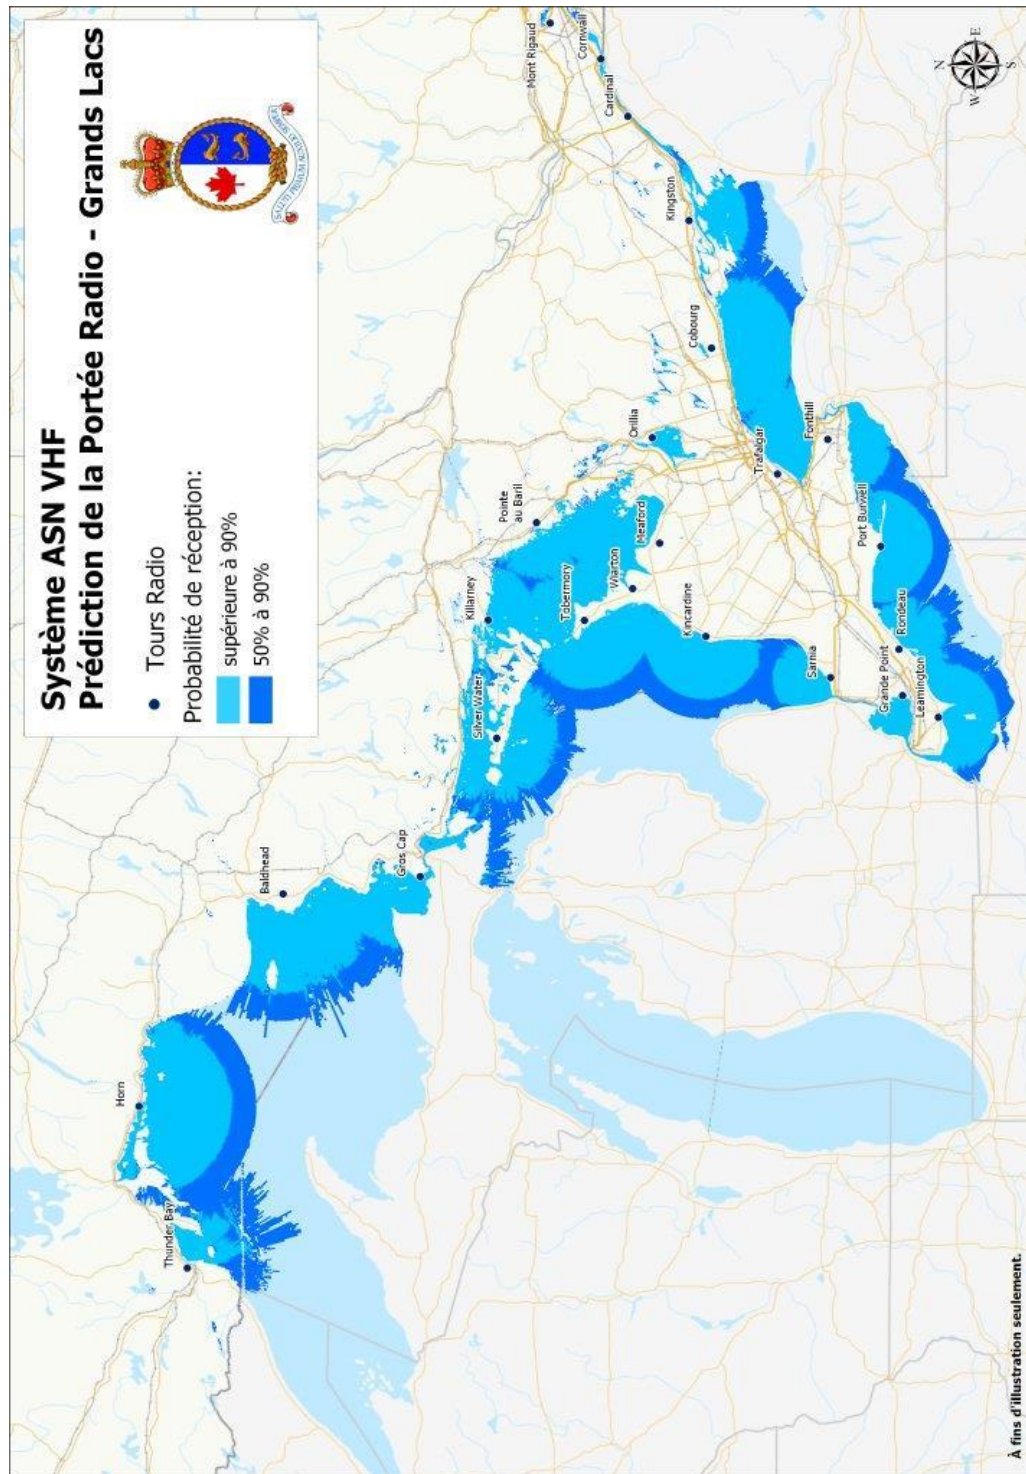 Système ASN VHF
Prédiction de la Portée Radio - Grands Lacs
Tours Radio
Probabilité de réception:
supérieure à 90%
50% à 90%
Thunder Bay
Horn
Baldhead
Gros Cap
Silver Water
Killarney
Pointe
au Baril
Tobermory
Wiarton
Meaford
Orillia
Kincardine
Sarnia
Grande Point
Leamington
Rondeau
Port Burwell
Fonthill
Trafalgar
Cobourg
Kingston
Cardinal
Cornwall
Mont Rigaud
N
E
S
W
À fins d'illustration seulement.